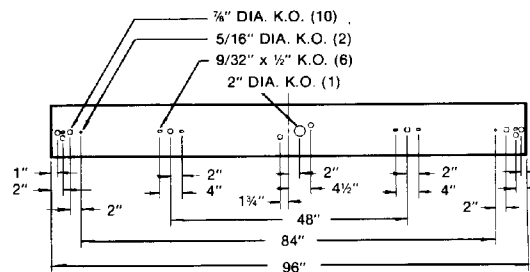 ⅞" DIA. K.O. (10)
5/16" DIA. K.O. (2)
9/32" x ½" K.O. (6)
2" DIA. K.O. (1)
1" 2" 2" 2"
2" 4" 4½" 4"
2" 1¾" 48" 2"
84"
96"